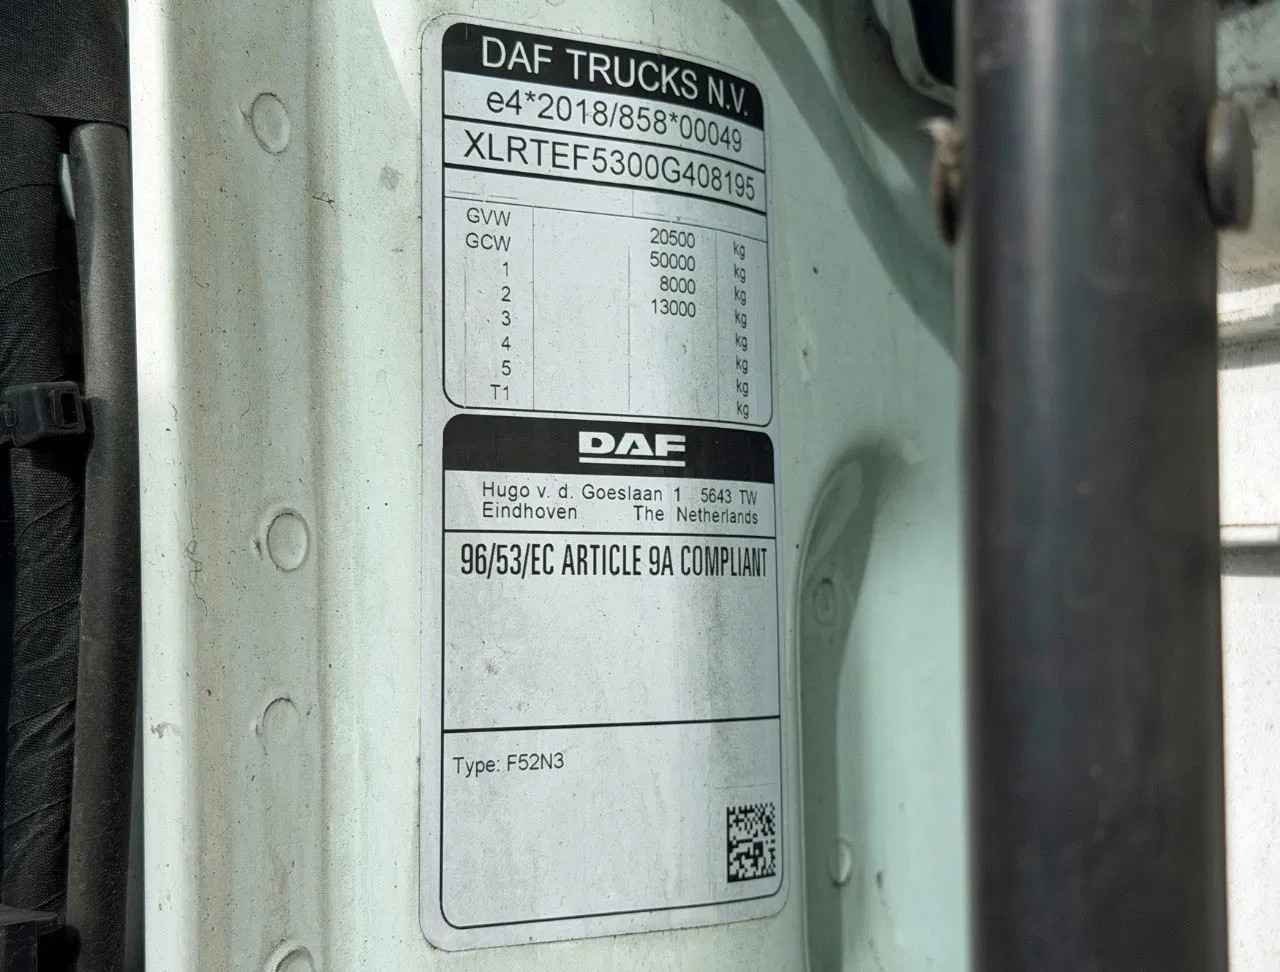 DAF TRUCKS N.V.
e4*2018/858*00049
XLRTEF5300G408195
GVW 20500 kg
GCW 50000 kg
1 8000 kg
2 13000 kg
3 kg
4 kg
5 kg
T1 kg
DAF
Hugo v. d. Goeslaan 1 5643 TW
Eindhoven The Netherlands
96/53/EC ARTICLE 9A COMPLIANT
Type: F52N3